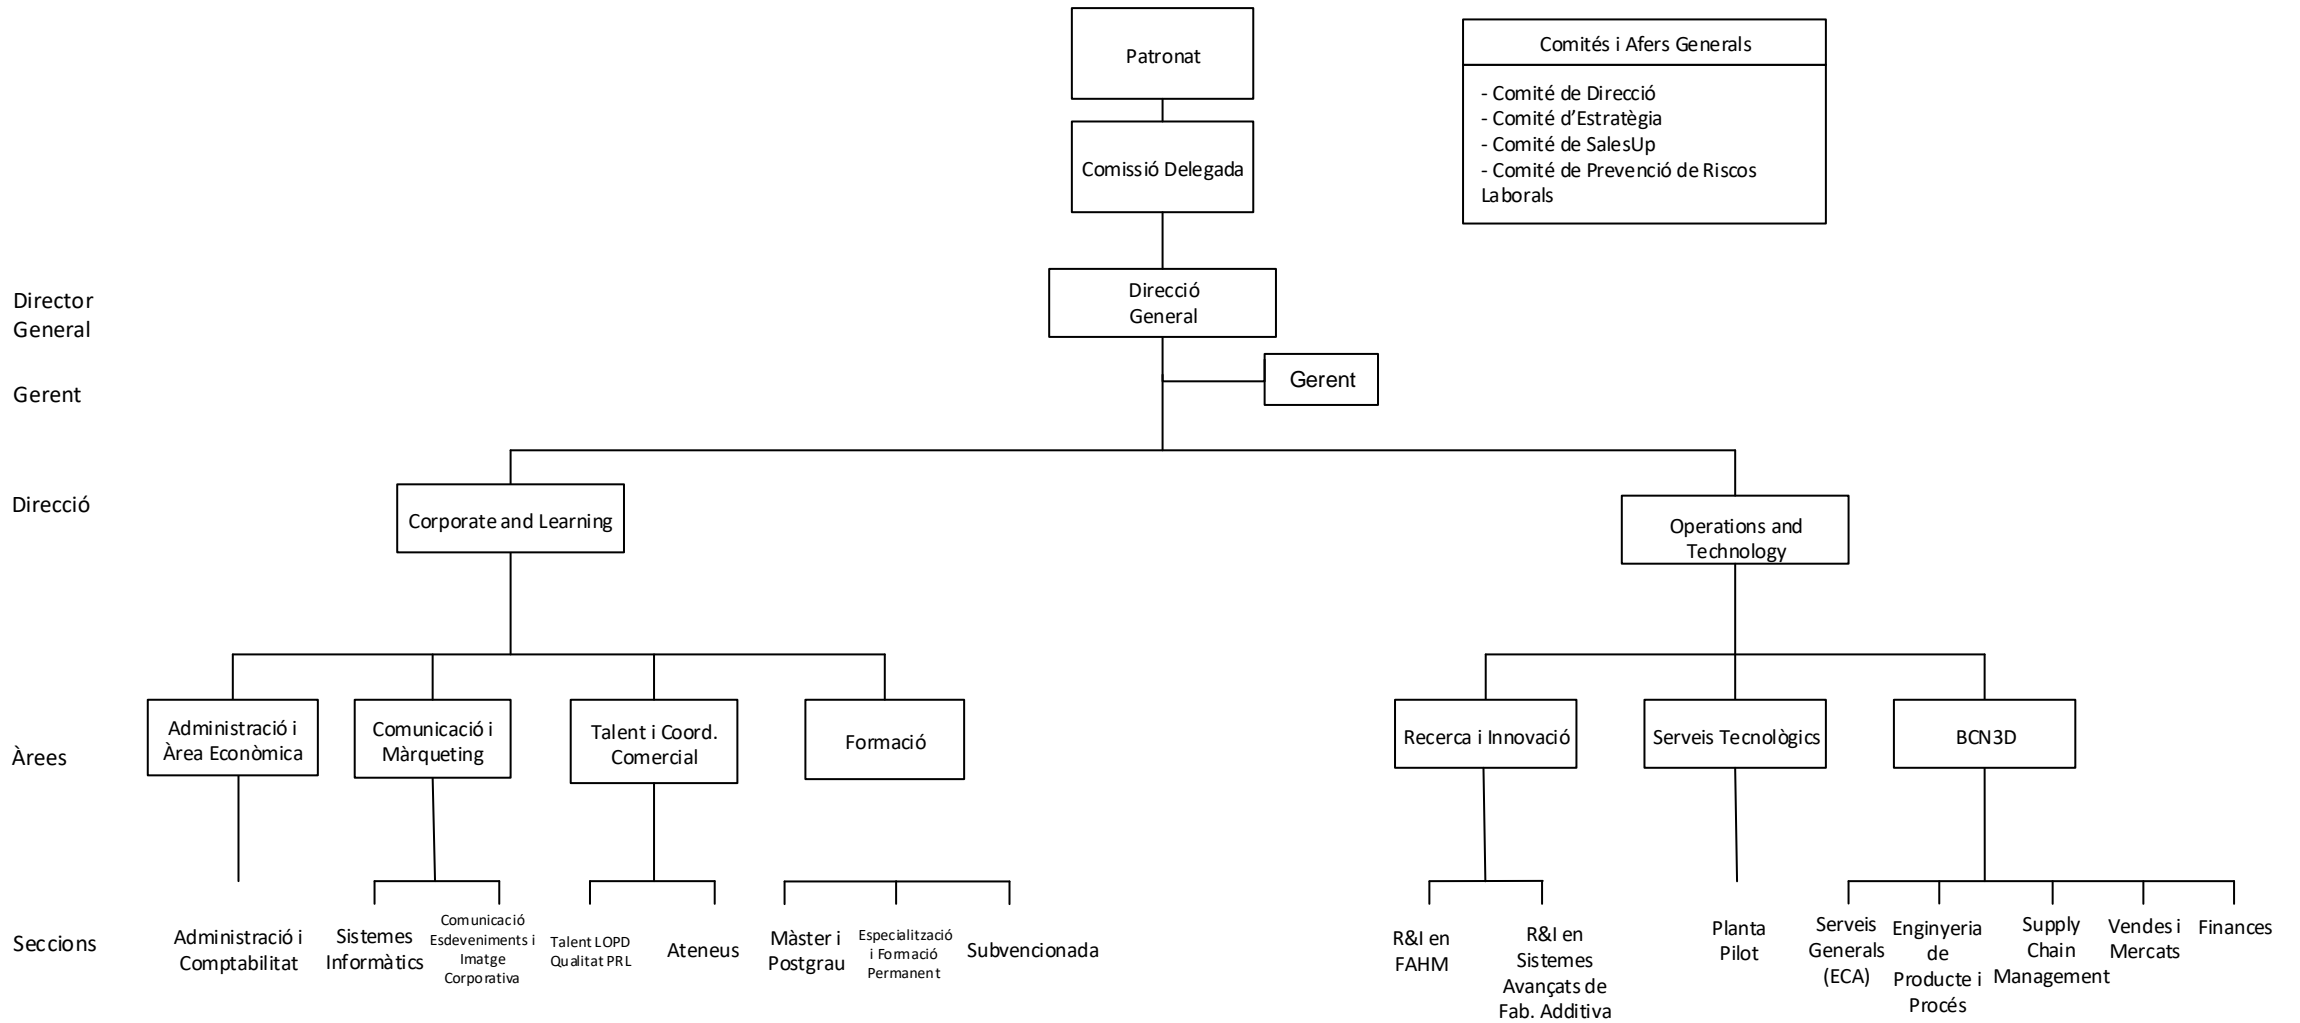 Patronat
Comités i Afers Generals
- Comité de Direcció
- Comité d’Estratègia
- Comité de SalesUp
- Comité de Prevenció de Riscos
Laborals
Comissió Delegada
Director
General
Direcció
General
Gerent
Gerent
Direcció
Corporate and Learning
Operations and
Technology
Àrees
Administració i
Àrea Econòmica
Comunicació i
Màrqueting
Talent i Coord.
Comercial
Formació
Recerca i Innovació
Serveis Tecnològics
BCN3D
Seccions
Administració i
Comptabilitat
Sistemes
Informàtics
Comunicació
Esdeveniments i
Imatge
Corporativa
Talent LOPD
Qualitat PRL
Ateneus
Màster i
Postgrau
Especialització
i Formació
Permanent
Subvencionada
R&I en
FAHM
R&I en
Sistemes
Avançats de
Fab. Additiva
Planta
Pilot
Serveis
Generals
(ECA)
Enginyeria
de
Producte i
Procés
Supply
Chain
Management
Vendes i
Mercats
Finances